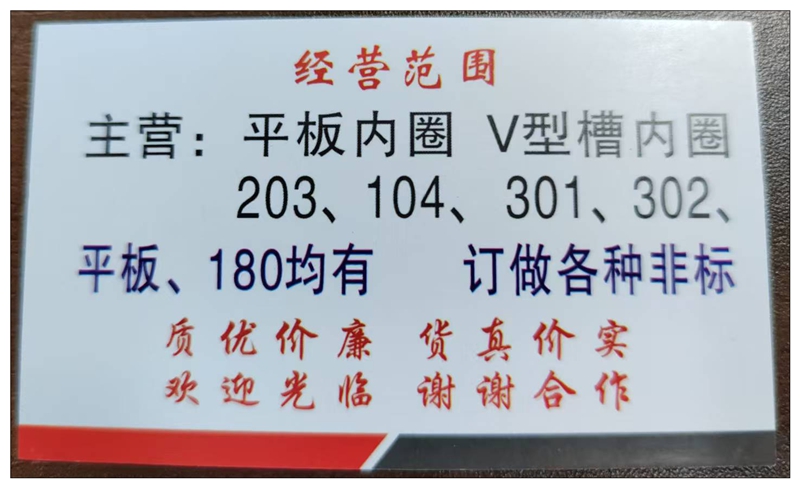 经营范围
主营：平板内圈 V型槽内圈
203、104、301、302、
平板、180均有 订做各种非标
质优价廉 货真价实
欢迎光临 谢谢合作